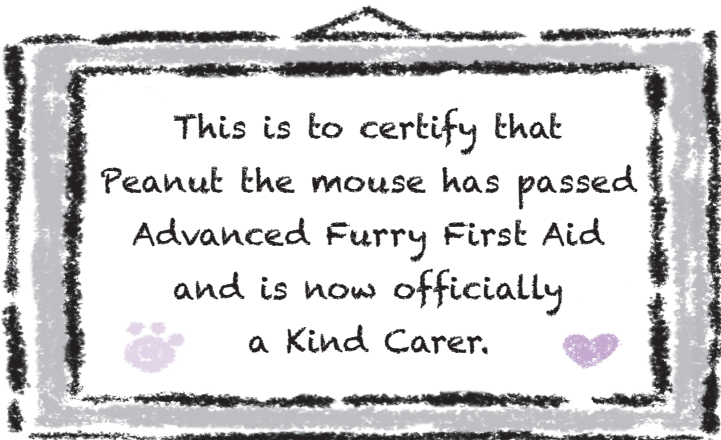 This is to certify that
Peanut the mouse has passed
Advanced Furry First Aid
and is now officially
a Kind Carer.